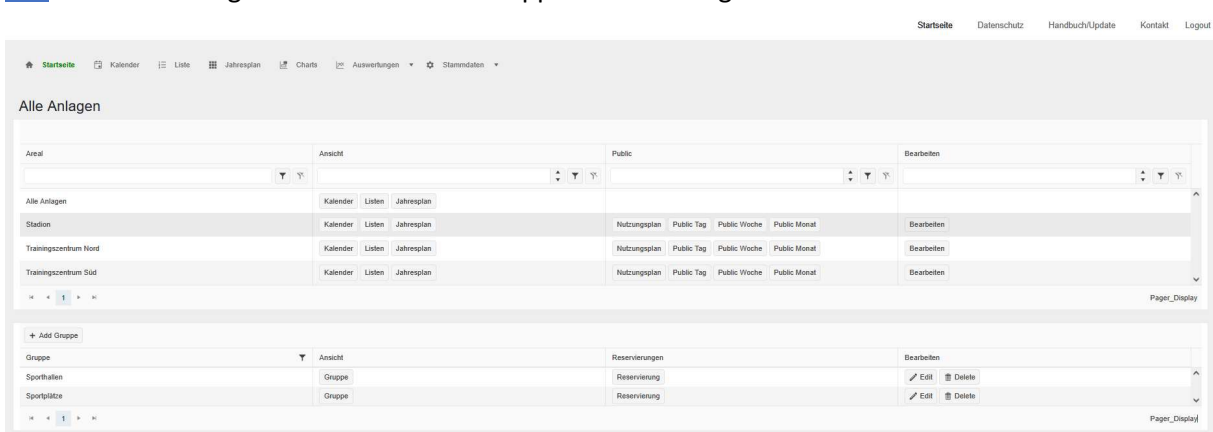 Startseite Datenschutz Handbuch/Update Kontakt Logout
Startseite Kalender Liste Jahresplan Charts Auswertungen Stammdaten
Alle Anlagen
Areal Ansicht Public Bearbeiten
Alle Anlagen Kalender Listen Jahresplan
Stadion Kalender Listen Jahresplan Nutzungsplan Public Tag Public Woche Public Monat Bearbeiten
Trainingszentrum Nord Kalender Listen Jahresplan Nutzungsplan Public Tag Public Woche Public Monat Bearbeiten
Trainingszentrum Süd Kalender Listen Jahresplan Nutzungsplan Public Tag Public Woche Public Monat Bearbeiten
1 Pager_Display
+ Add Gruppe
Gruppe Ansicht Reservierungen Bearbeiten
Sporthallen Gruppe Reservierung Edit Delete
Sportplätze Gruppe Reservierung Edit Delete
1 Pager_Display